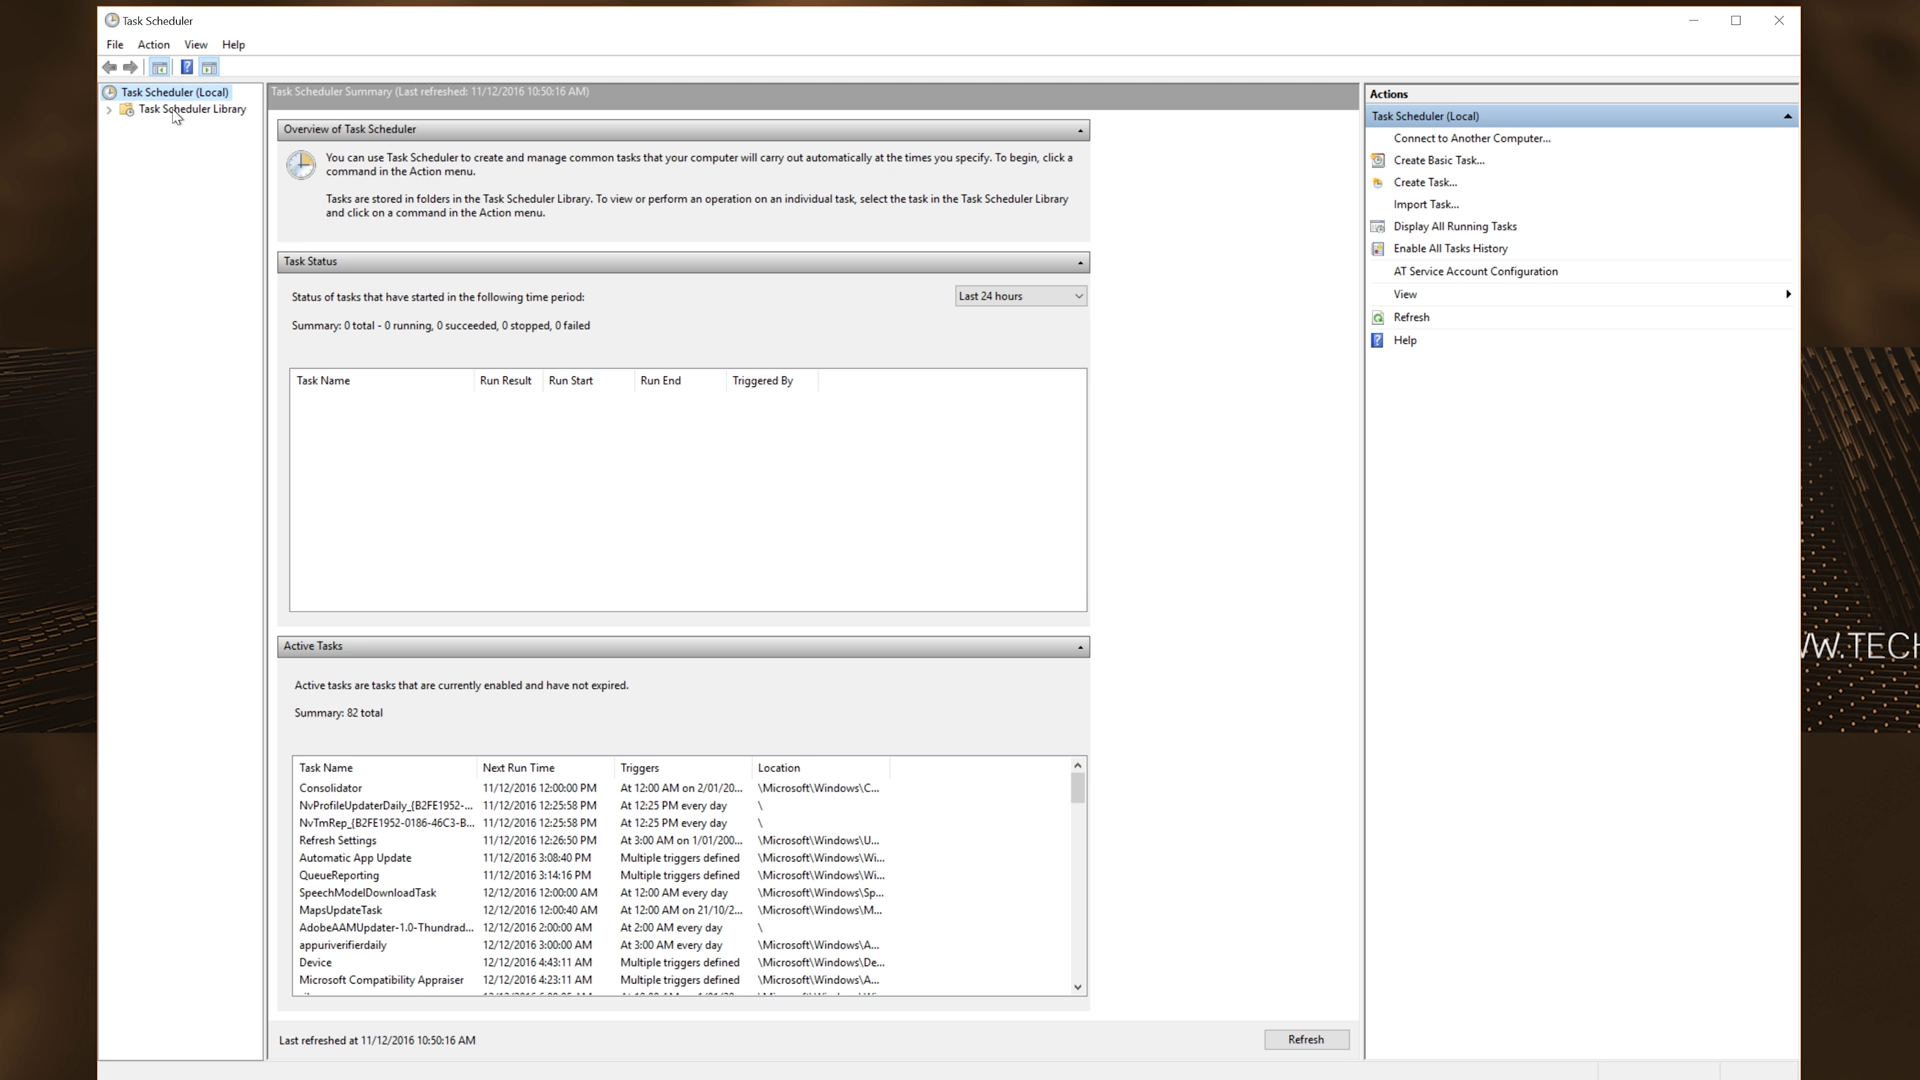 Task Scheduler
File Action View Help
Task Scheduler (Local)
Task Scheduler Library
Task Scheduler Summary (Last refreshed: 11/12/2016 10:50:16 AM)
Overview of Task Scheduler
You can use Task Scheduler to create and manage common tasks that your computer will carry out automatically at the times you specify. To begin, click a
command in the Action menu.
Tasks are stored in folders in the Task Scheduler Library. To view or perform an operation on an individual task, select the task in the Task Scheduler Library
and click on a command in the Action menu.
Task Status
Status of tasks that have started in the following time period:
Last 24 hours
Summary: 0 total - 0 running, 0 succeeded, 0 stopped, 0 failed
Task Name Run Result Run Start Run End Triggered By
Active Tasks
Active tasks are tasks that are currently enabled and have not expired.
Summary: 82 total
Task Name Next Run Time Triggers Location
Consolidator 11/12/2016 12:00:00 PM At 12:00 AM on 2/01/20... \Microsoft\Windows\C...
NvProfileUpdaterDaily_{B2FE1952-... 11/12/2016 12:25:58 PM At 12:25 PM every day \
NvTmRep_{B2FE1952-0186-46C3-B... 11/12/2016 12:25:58 PM At 12:25 PM every day \
Refresh Settings 11/12/2016 12:26:50 PM At 3:00 AM on 1/01/200... \Microsoft\Windows\U...
Automatic App Update 11/12/2016 3:08:40 PM Multiple triggers defined \Microsoft\Windows\Wi...
QueueReporting 11/12/2016 3:14:16 PM Multiple triggers defined \Microsoft\Windows\Wi...
SpeechModelDownloadTask 12/12/2016 12:00:00 AM At 12:00 AM every day \Microsoft\Windows\Sp...
MapsUpdateTask 12/12/2016 12:00:40 AM At 12:00 AM on 21/10/2... \Microsoft\Windows\M...
AdobeAAMUpdater-1.0-Thundrad... 12/12/2016 2:00:00 AM At 2:00 AM every day \
appuriverifierdaily 12/12/2016 3:00:00 AM At 3:00 AM every day \Microsoft\Windows\A...
Device 12/12/2016 4:43:11 AM Multiple triggers defined \Microsoft\Windows\De...
Microsoft Compatibility Appraiser 12/12/2016 4:23:11 AM Multiple triggers defined \Microsoft\Windows\A...
Last refreshed at 11/12/2016 10:50:16 AM
Refresh
Actions
Task Scheduler (Local)
Connect to Another Computer...
Create Basic Task...
Create Task...
Import Task...
Display All Running Tasks
Enable All Tasks History
AT Service Account Configuration
View
Refresh
Help
W.TECH